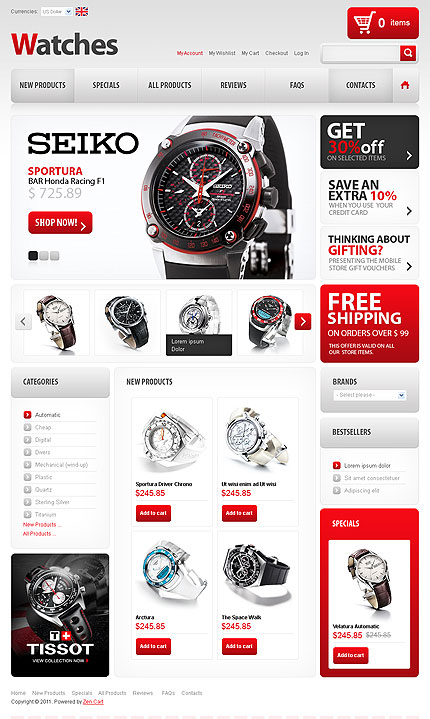 Currencies: US Dollar
0 items
Watches
MyAccount My Wishlist My Cart Checkout Log In
NEW PRODUCTS SPECIALS ALL PRODUCTS REVIEWS FAQS CONTACTS
SEIKO
SPORTURA
BAR Honda Racing F1
$ 725.89
SHOP NOW!
SEIKO
GET
30%off
ON SELECTED ITEMS
SAVE AN
EXTRA 10%
WHEN YOU USE YOUR
CREDIT CARD
THINKING ABOUT
GIFTING?
PRESENTING THE MOBILE
STORE GIFT VOUCHERS
Lorem ipsum
Dolor
FREE
SHIPPING
ON ORDERS OVER $ 99
THIS OFFER IS VALID ON ALL
OUR STORE ITEMS.
CATEGORIES
Automatic
Cheap
Digital
Divers
Mechanical (wind-up)
Plastic
Quartz
Sterling Silver
Titanium
New Products ...
All Products ...
TISSOT
VIEW COLLECTION NOW
NEW PRODUCTS
Sportura Driver Chrono
$245.85
Add to cart
Ut wisi enim ad Ut wisi
$245.85
Add to cart
Arctura
$245.85
Add to cart
The Space Walk
$245.85
Add to cart
BRANDS
- Select please -
BESTSELLERS
Lorem ipsum dolor
Sit amet consectetuer
Adipiscing elit
SPECIALS
Velatura Automatic
$245.85 $245.85
Add to cart
Home New Products Specials All Products Reviews FAQs Contacts
Copyright © 2011. Powered by Zen Cart